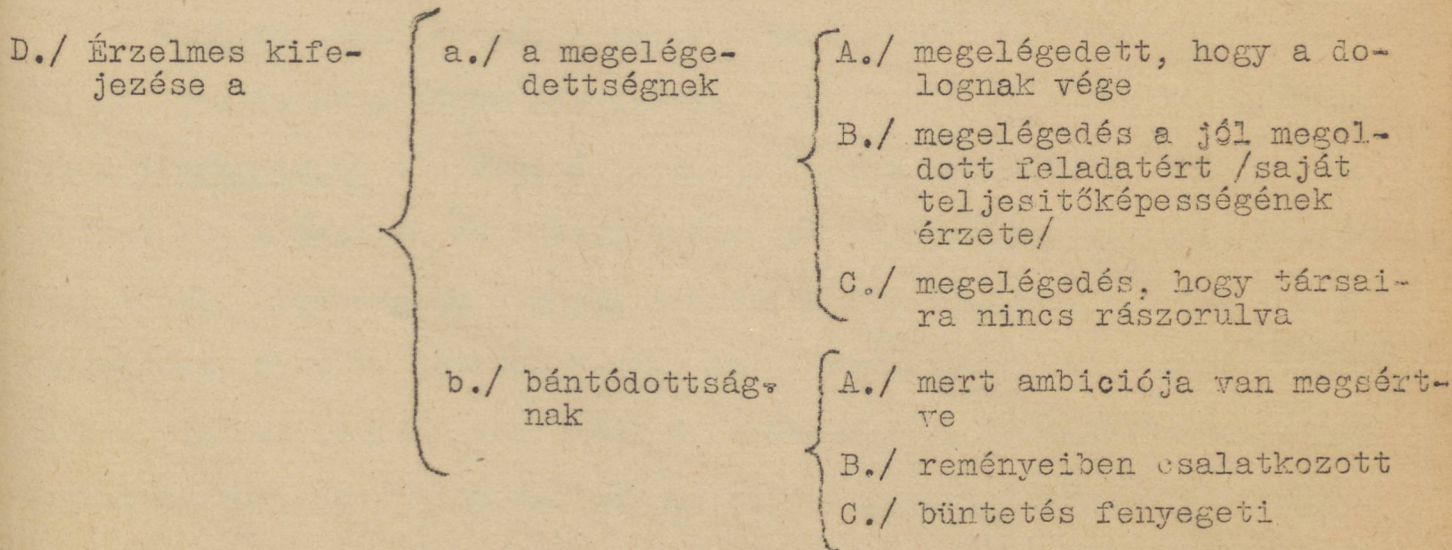 D./ Érzelmes kife-
jezése a
a./ a megelége-
dettségnek
A./ megelégedett, hogy a do-
lognak vége
B./ megelégedés a jól megol-
dott feladatért /saját
teljesitőképességének
érzete/
C./ megelégedés, hogy társai-
ra nincs rászorulva
b./ bántódottság-
nak
A./ mert ambiciója van megsért-
ve
B./ reményeiben csalatkozott
C./ büntetés fenyegeti